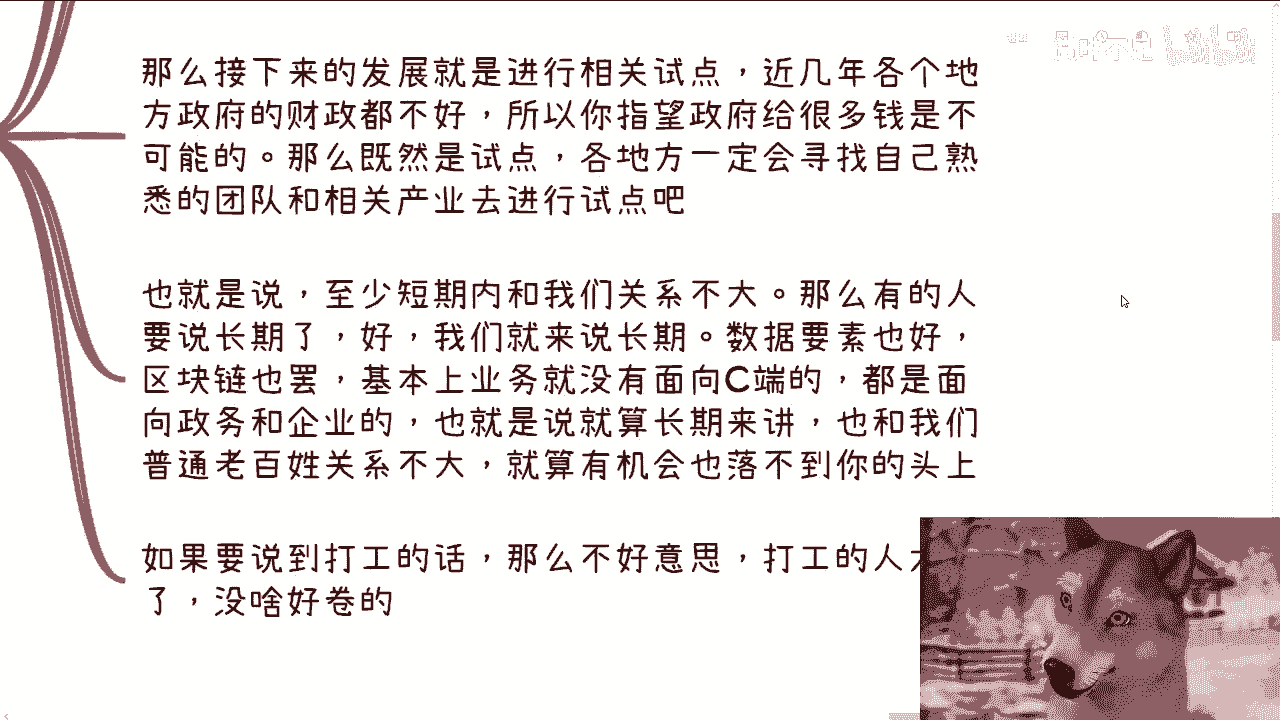 那么接下来的发展就是进行相关试点，近几年各个地
方政府的财政都不好，所以你指望政府给很多钱是不
可能的。那么既然是试点，各地方一定会寻找自己熟
悉的团队和相关产业去进行试点吧
也就是说，至少短期内和我们关系不大。那么有的人
要说长期了，好，我们就来说长期。数据要素也好，
区块链也罢，基本上业务就没有面向C端的，都是面
向政务和企业的，也就是说就算长期来讲，也和我们
普通老百姓关系不大，就算有机会也落不到你的头上
如果要说到打工的话，那么不好意思，打工的人
了，没啥好卷的